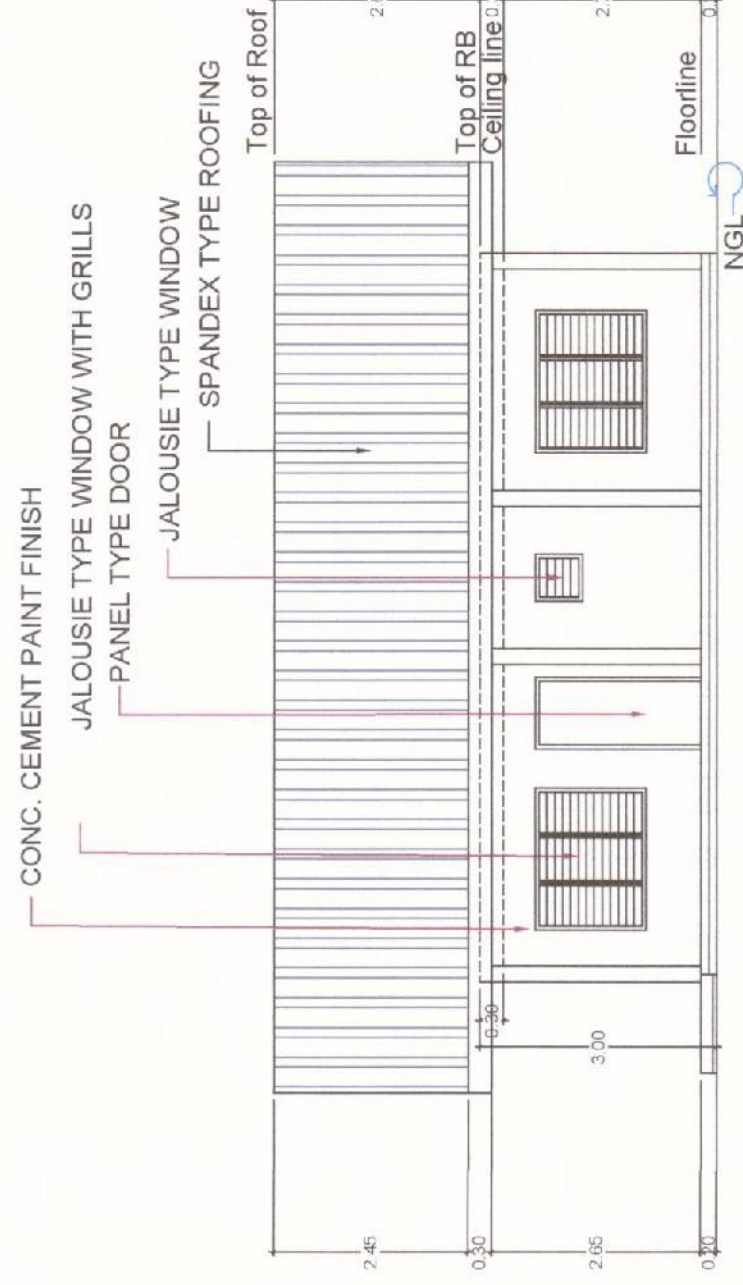 CONC. CEMENT PAINT FINISH
JALOUSIE TYPE WINDOW WITH GRILLS
PANEL TYPE DOOR
JALOUSIE TYPE WINDOW
SPANDEX TYPE ROOFING
Top of Roof
Top of RB
Ceiling line
Floorline
NGL
0.30
3.00
2.45
0.30
2.65
0.20